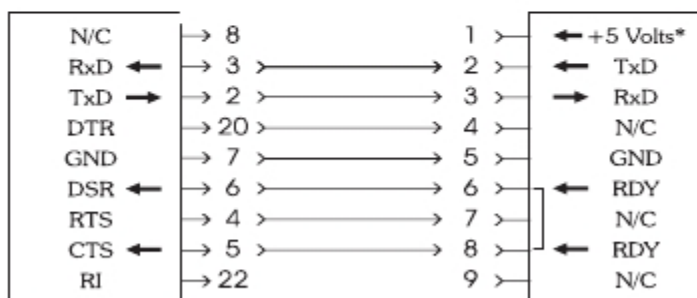 N/C 8 1 +5 Volts*
RxD 3 2 TxD
TxD 2 3 RxD
DTR 20 4 N/C
GND 7 5 GND
DSR 6 6 RDY
RTS 4 7 N/C
CTS 5 8 RDY
RI 22 9 N/C